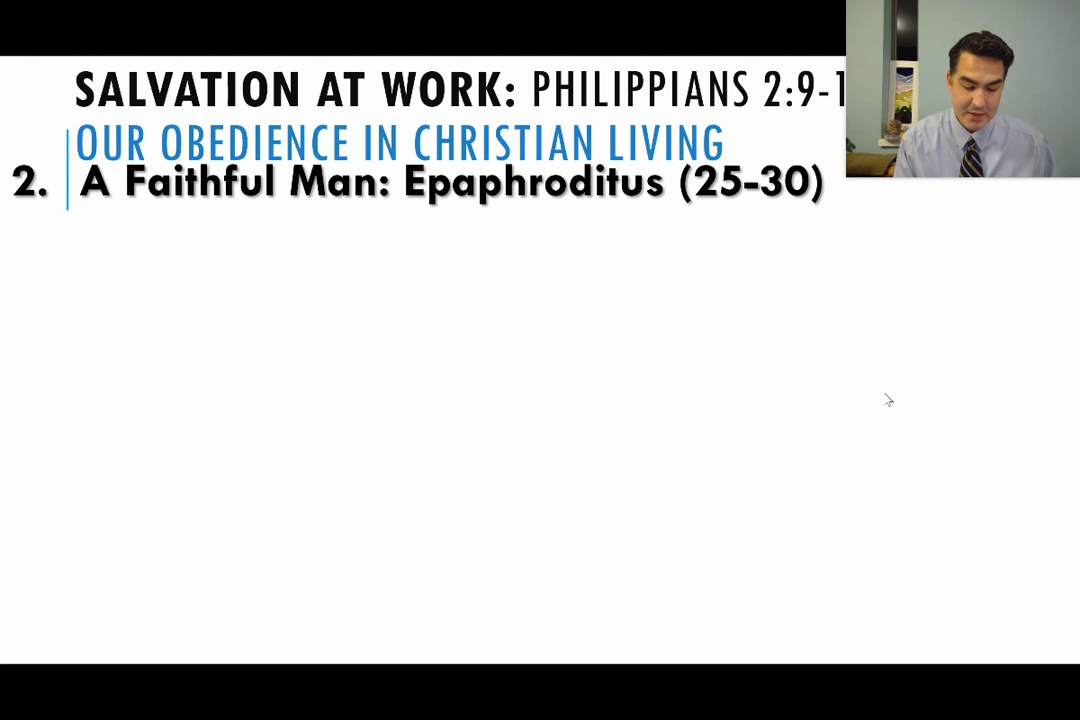 SALVATION AT WORK: PHILIPPIANS 2:9-1
OUR OBEDIENCE IN CHRISTIAN LIVING
2. A Faithful Man: Epaphroditus (25-30)